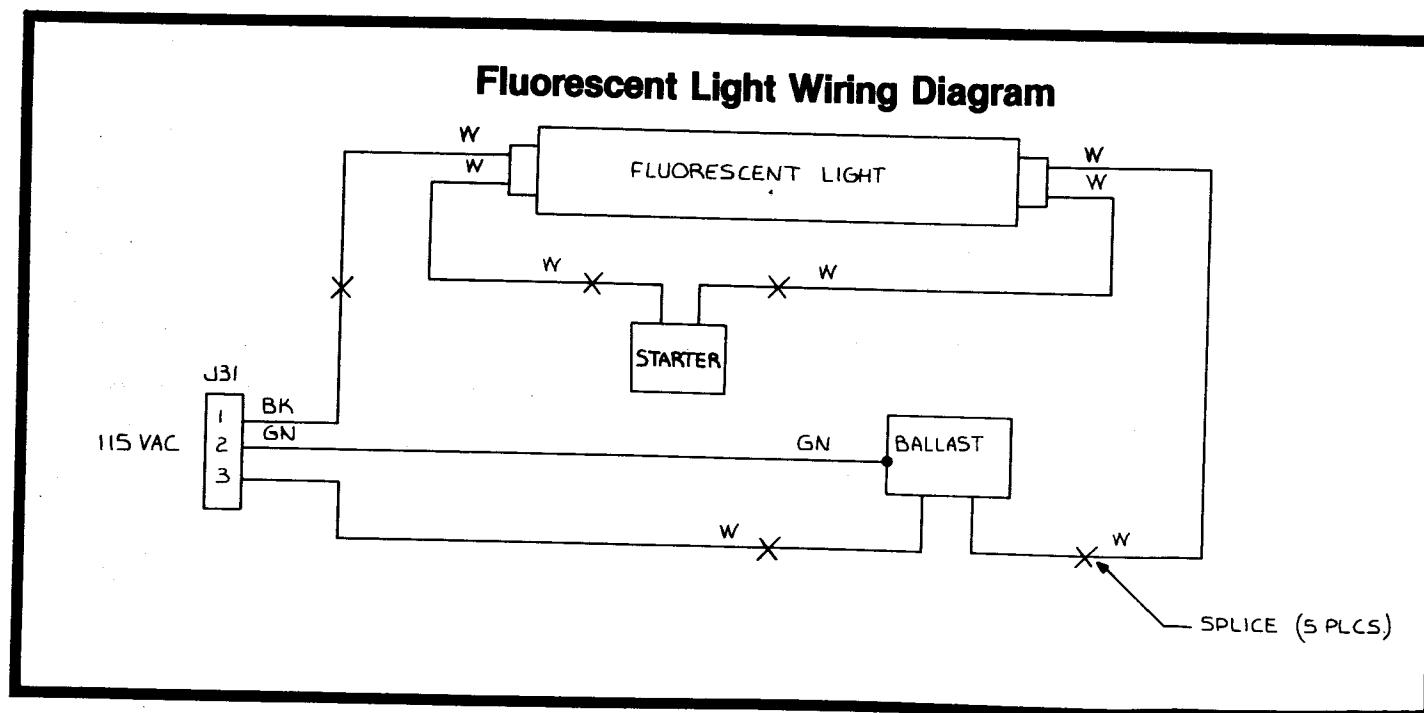 Fluorescent Light Wiring Diagram
W
W
FLUORESCENT LIGHT
W
W
W
W
STARTER
J31
115 VAC
1
BK
2
GN
3
GN
BALLAST
W
W
SPLICE (5 PLCS.)